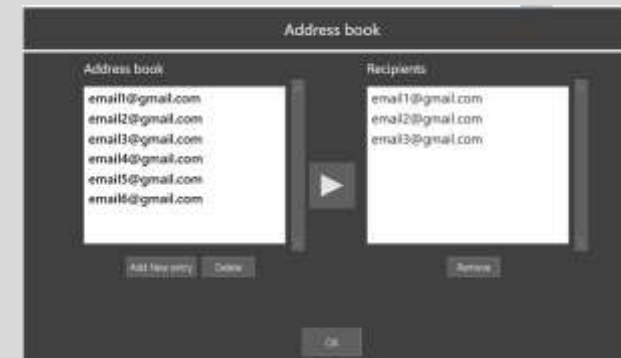 Address book
Address book
email1@gmail.com
email2@gmail.com
email3@gmail.com
email4@gmail.com
email5@gmail.com
email6@gmail.com
Add New entry
Delete
Recipients
email1@gmail.com
email2@gmail.com
email3@gmail.com
Remove
OK